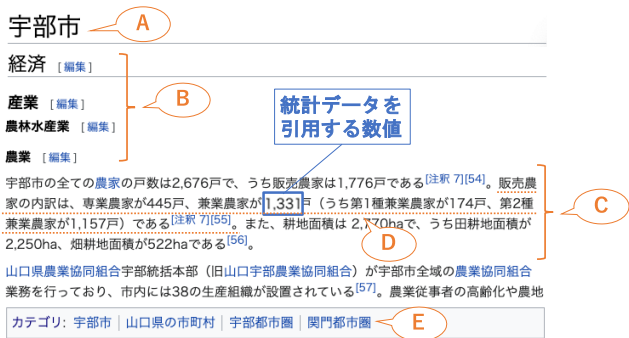 宇部市
A
経済 [編集]
B
産業 [編集]
農林水産業 [編集]
農業 [編集]
統計データを
引用する数値
宇部市の全ての農家の戸数は2,676戸で、うち販売農家は1,776戸である[注釈 7][54]。販売農
家の内訳は、専業農家が445戸、兼業農家が1,331戸（うち第1種兼業農家が174戸、第2種
兼業農家が1,157戸）である[注釈 7][55]。また、耕地面積は 2,770haで、うち田耕地面積が
2,250ha、畑耕地面積が522haである[56]。
C
D
山口県農業協同組合宇部統括本部（旧山口宇部農業協同組合）が宇部市全域の農業協同組合
業務を行っており、市内には38の生産組織が設置されている[57]。農業従事者の高齢化や農地
カテゴリ: 宇部市 | 山口県の市町村 | 宇部都市圏 | 関門都市圏
E